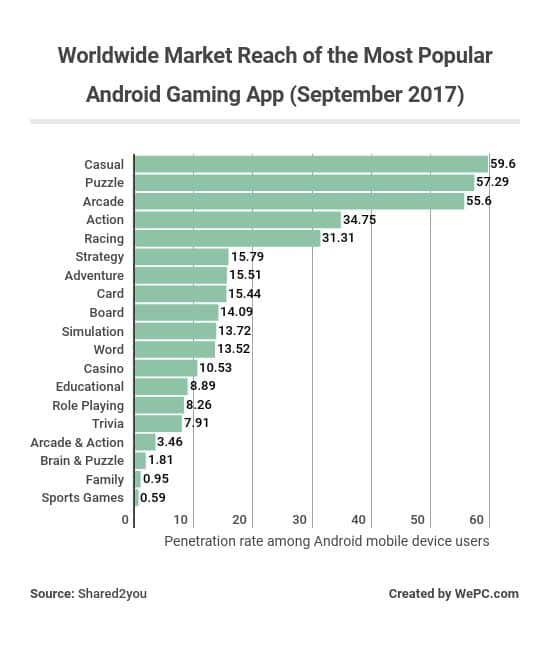 Worldwide Market Reach of the Most Popular
Android Gaming App (September 2017)
Casual 59.6
Puzzle 57.29
Arcade 55.6
Action 34.75
Racing 31.31
Strategy 15.79
Adventure 15.51
Card 15.44
Board 14.09
Simulation 13.72
Word 13.52
Casino 10.53
Educational 8.89
Role Playing 8.26
Trivia 7.91
Arcade & Action 3.46
Brain & Puzzle 1.81
Family 0.95
Sports Games 0.59
0 10 20 30 40 50 60
Penetration rate among Android mobile device users
Source: Shared2you Created by WePC.com